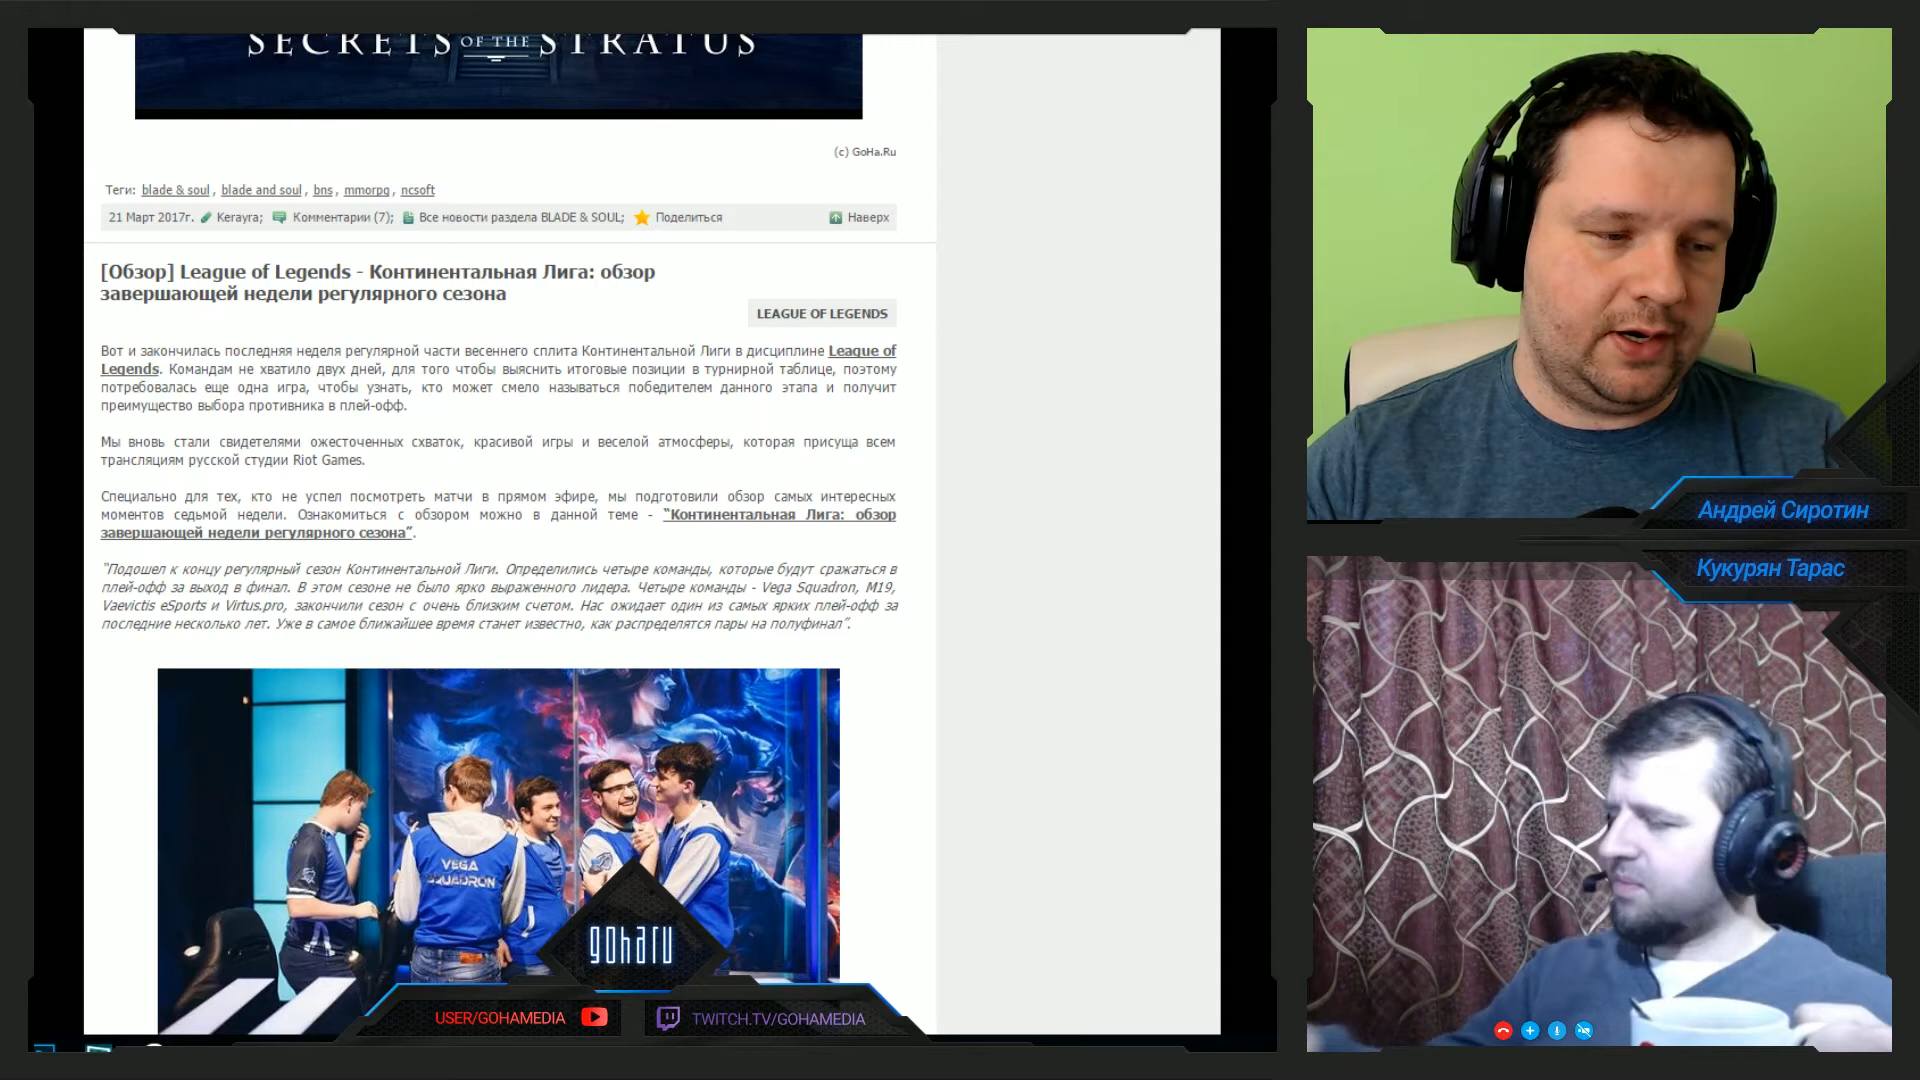 SECRETS OF THE STRATUS
(c) GoHa.Ru
Теги: blade & soul , blade and soul , bns , mmorpg , ncsoft
21 Март 2017г. Kerayra; Комментарии (7); Все новости раздела BLADE & SOUL; Поделиться Наверх
[Обзор] League of Legends - Континентальная Лига: обзор
завершающей недели регулярного сезона
LEAGUE OF LEGENDS
Вот и закончилась последняя неделя регулярной части весеннего сплита Континентальной Лиги в дисциплине League of
Legends. Командам не хватило двух дней, для того чтобы выяснить итоговые позиции в турнирной таблице, поэтому
потребовалась еще одна игра, чтобы узнать, кто может смело называться победителем данного этапа и получит
преимущество выбора противника в плей-офф.
Мы вновь стали свидетелями ожесточенных схваток, красивой игры и веселой атмосферы, которая присуща всем
трансляциям русской студии Riot Games.
Специально для тех, кто не успел посмотреть матчи в прямом эфире, мы подготовили обзор самых интересных
моментов седьмой недели. Ознакомиться с обзором можно в данной теме - "Континентальная Лига: обзор
завершающей недели регулярного сезона".
"Подошел к концу регулярный сезон Континентальной Лиги. Определились четыре команды, которые будут сражаться в
плей-офф за выход в финал. В этом сезоне не было ярко выраженного лидера. Четыре команды - Vega Squadron, M19,
Vaevictis eSports и Virtus.pro, закончили сезон с очень близким счетом. Нас ожидает один из самых ярких плей-офф за
последние несколько лет. Уже в самое ближайшее время станет известно, как распределятся пары на полуфинал".
VEGA
SQUADRON
goharu
USER/GOHAMEDIA
TWITCH.TV/GOHAMEDIA
Андрей Сиротин
Кукурян Тарас